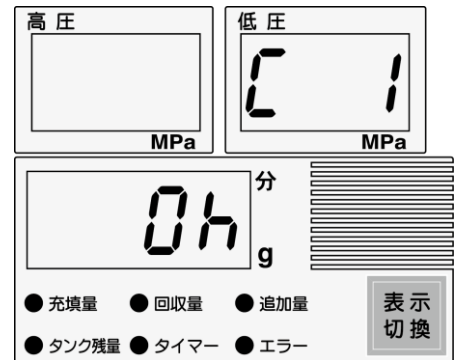 高圧
MPa
低圧
C 1
MPa
0h
分
g
●充填量 ●回収量 ●追加量
●タンク残量 ●タイマー ●エラー
表示
切換